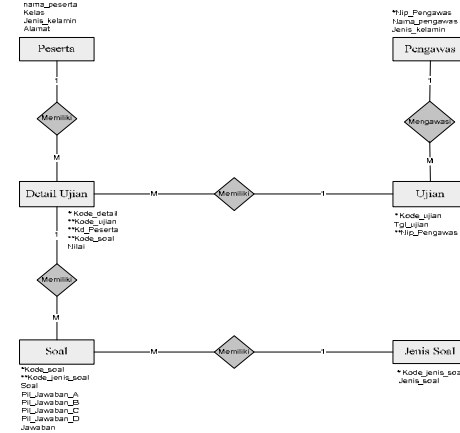 nama_peserta
Kelas
Jenis_kelamin
Alamat
Peserta
*Nip_Pengawas
Nama_pengawas
Jenis_kelamin
Pengawas
1
1
Memiliki
Mengawasi
M
M
Detail Ujian
M
Memiliki
1
Ujian
*Kode_detail
**Kode_ujian
**Kd_Peserta
**Kode_soal
Nilai
*Kode_ujian
Tgl_ujian
**Nip_Pengawas
1
Memiliki
M
Soal
M
Memiliki
1
Jenis Soal
*Kode_soal
**Kode_jenis_soal
Soal
Pil_Jawaban_A
Pil_Jawaban_B
Pil_Jawaban_C
Pil_Jawaban_D
Jawaban
*Kode_jenis_soa
Jenis_soal